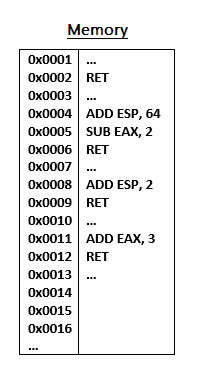 Memory
0x0001 ...
0x0002 RET
0x0003 ...
0x0004 ADD ESP, 64
0x0005 SUB EAX, 2
0x0006 RET
0x0007 ...
0x0008 ADD ESP, 2
0x0009 RET
0x0010 ...
0x0011 ADD EAX, 3
0x0012 RET
0x0013 ...
0x0014
0x0015
0x0016
...